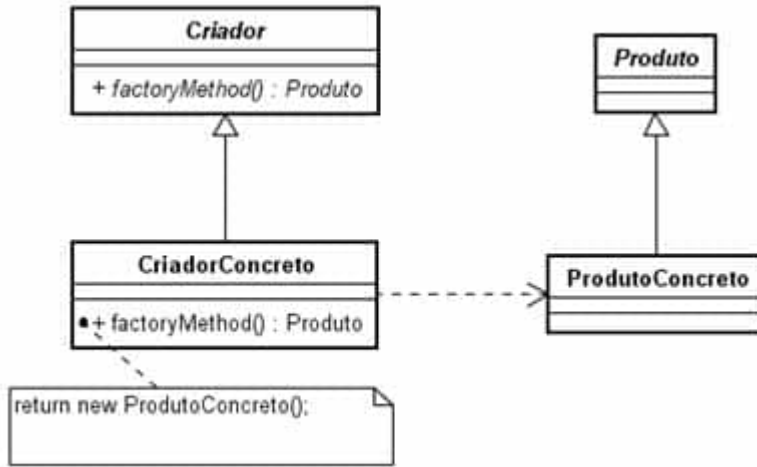 Criador
+ factoryMethod() : Produto
Produto
CriadorConcreto
+ factoryMethod() : Produto
ProdutoConcreto
return new ProdutoConcreto();